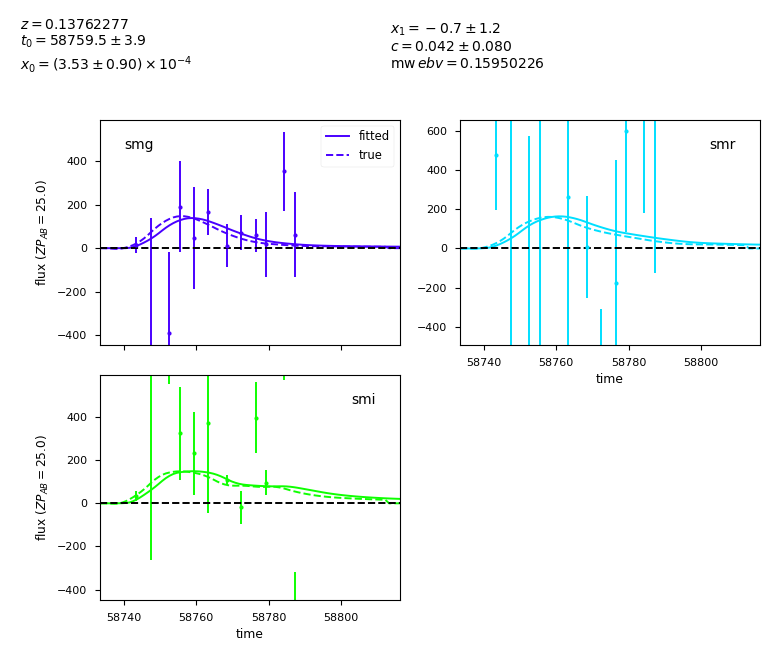 z = 0.13762277
t₀ = 58759.5 ± 3.9
x₀ = (3.53 ± 0.90) × 10⁻⁴
x₁ = −0.7 ± 1.2
c = 0.042 ± 0.080
mw ebv = 0.15950226
smg
fitted
true
400
200
0
−200
−400
flux (ZP_AB = 25.0)
smr
600
400
200
0
−200
−400
58740 58760 58780 58800
time
smi
400
200
0
−200
−400
flux (ZP_AB = 25.0)
58740 58760 58780 58800
time